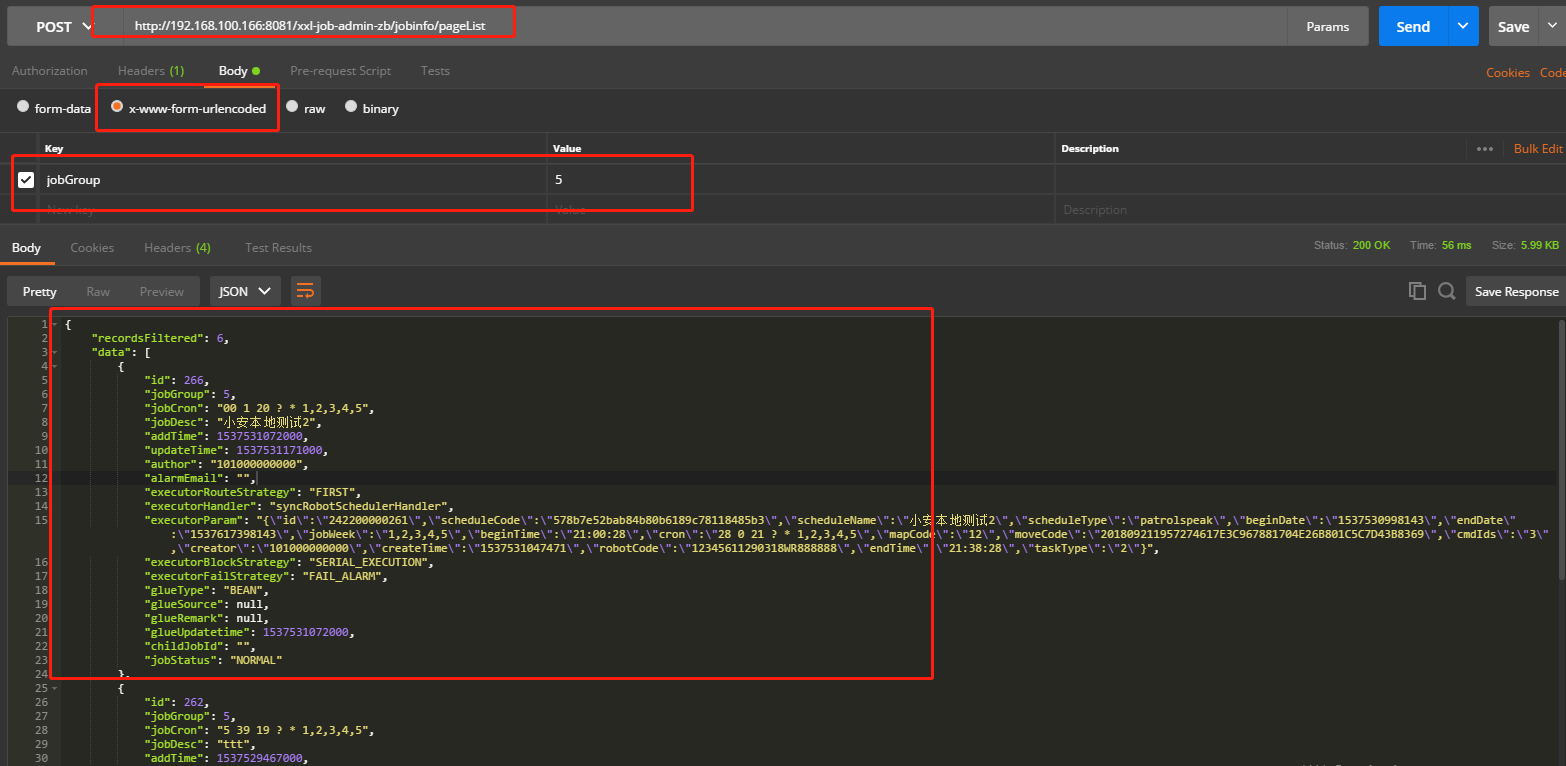 POST http://192.168.100.166:8081/xxl-job-admin-zb/jobinfo/pageList Params Send Save
Authorization Headers (1) Body Pre-request Script Tests Cookies Code
form-data x-www-form-urlencoded raw binary
Key Value Description ••• Bulk Edit
jobGroup 5
New key Value Description
Body Cookies Headers (4) Test Results Status: 200 OK Time: 56 ms Size: 5.99 KB
Pretty Raw Preview JSON Save Response
1 {
2 "recordsFiltered": 6,
3 "data": [
4 {
5 "id": 266,
6 "jobGroup": 5,
7 "jobCron": "00 1 20 ? * 1,2,3,4,5",
8 "jobDesc": "小安本地测试2",
9 "addTime": 1537531072000,
10 "updateTime": 1537531171000,
11 "author": "101000000000",
12 "alarmEmail": "",
13 "executorRouteStrategy": "FIRST",
14 "executorHandler": "syncRobotSchedulerHandler",
15 "executorParam": "{\"id\":\"242200000261\",\"scheduleCode\":\"578b7e52bab84b80b6189c78118485b3\",\"scheduleName\":\"小安本地测试2\",\"scheduleType\":\"patrolspeak\",\"beginDate\":\"1537530998143\",\"endDate\"
:\"1537617398143\",\"jobWeek\":\"1,2,3,4,5\",\"beginTime\":\"21:00:28\",\"cron\":\"28 0 21 ? * 1,2,3,4,5\",\"mapCode\":\"12\",\"moveCode\":\"201809211957274617E3C967881704E26B801C5C7D43B8369\",\"cmdIds\":\"3\"
,\"creator\":\"101000000000\",\"createTime\":\"1537531047471\",\"robotCode\":\"12345611290318WR888888\",\"endTime\":\"21:38:28\",\"taskType\":\"2\"}",
16 "executorBlockStrategy": "SERIAL_EXECUTION",
17 "executorFailStrategy": "FAIL_ALARM",
18 "glueType": "BEAN",
19 "glueSource": null,
20 "glueRemark": null,
21 "glueUpdatetime": 1537531072000,
22 "childJobId": "",
23 "jobStatus": "NORMAL"
24 },
25 {
26 "id": 262,
27 "jobGroup": 5,
28 "jobCron": "5 39 19 ? * 1,2,3,4,5",
29 "jobDesc": "ttt",
30 "addTime": 1537529467000,